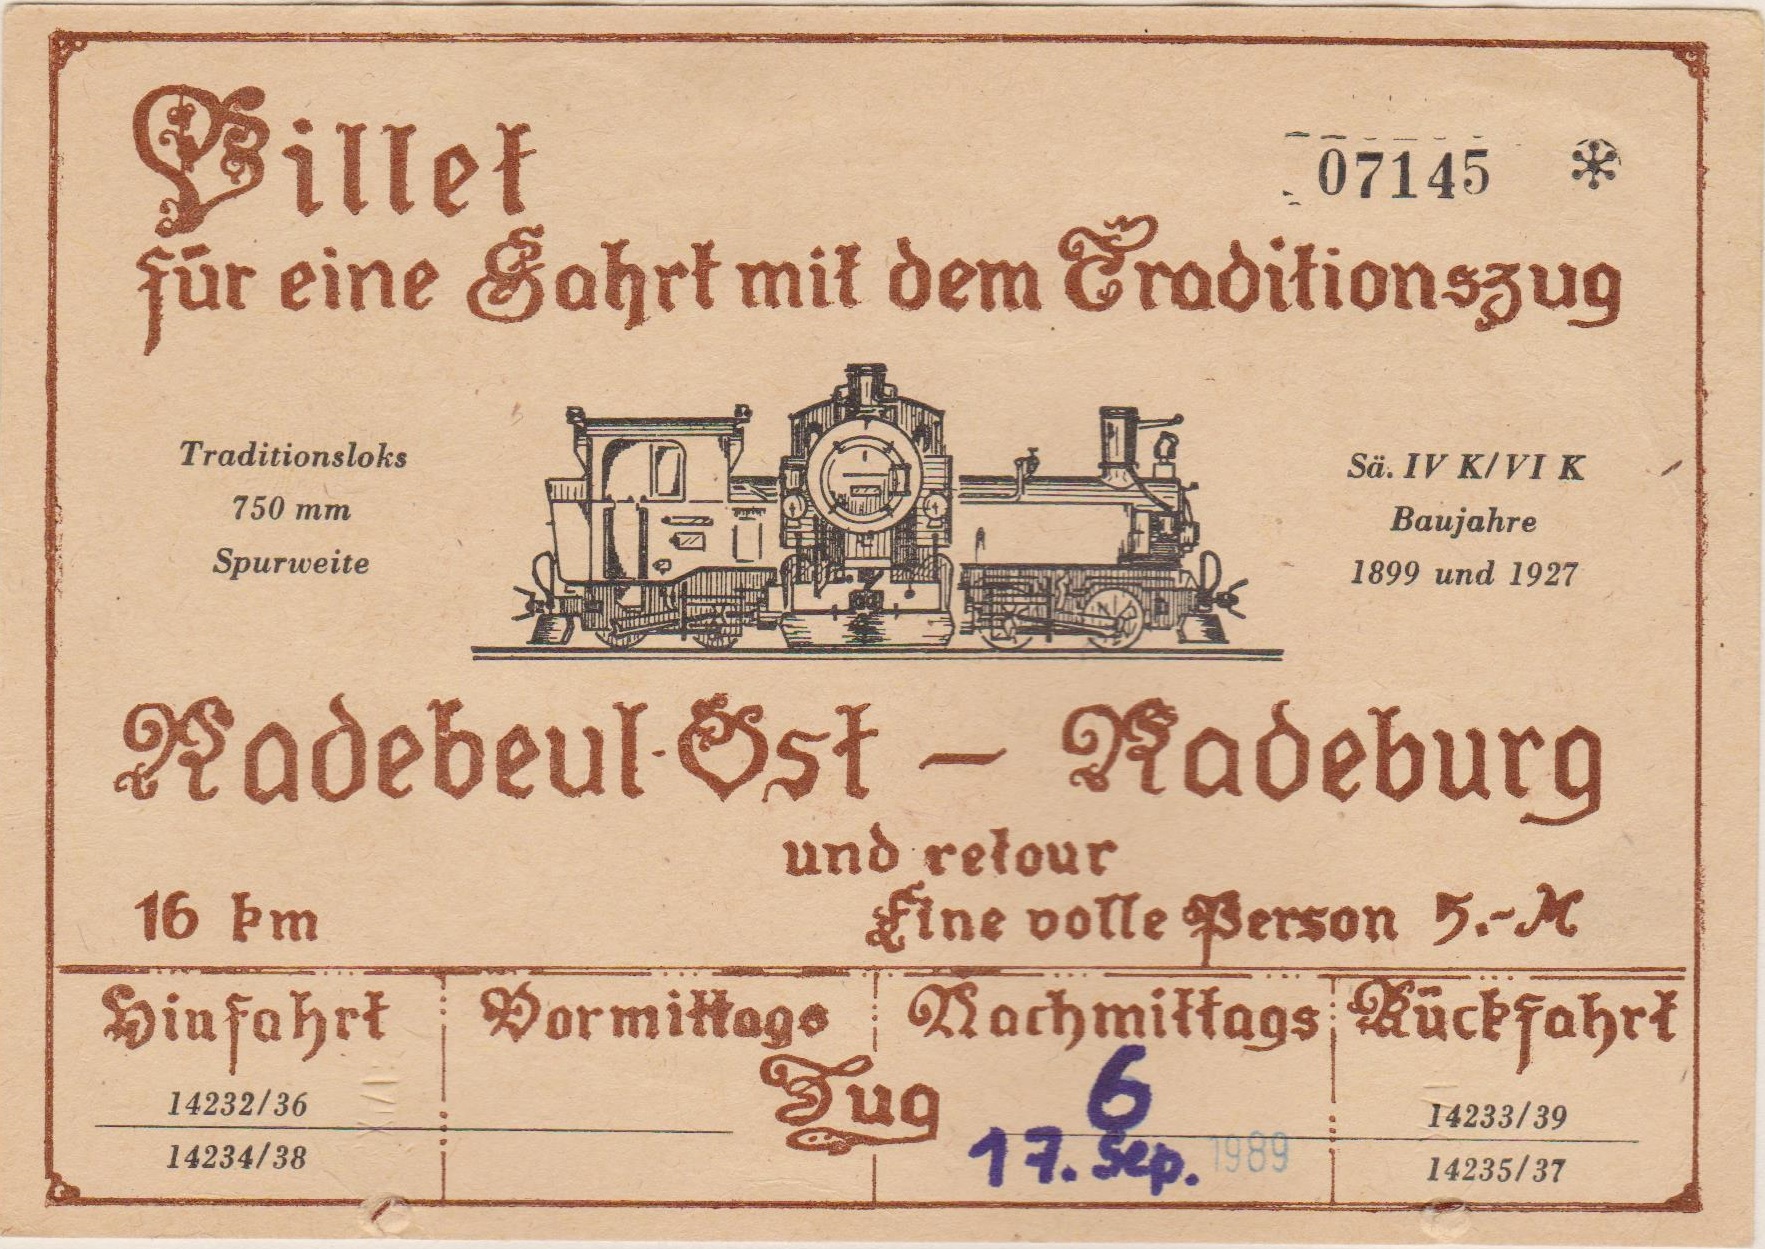 Billet
07145 *
für eine Fahrt mit dem Traditionszug
Traditionsloks
750 mm
Spurweite
Sä. IV K/VI K
Baujahre
1899 und 1927
Radebeul-Ost — Radeburg
und retour
16 km
Eine volle Person 5.-M
Hinfahrt
Vormittags
Nachmittags
Rückfahrt
Zug
14232/36
14234/38
6
17. Sep. 1989
14233/39
14235/37